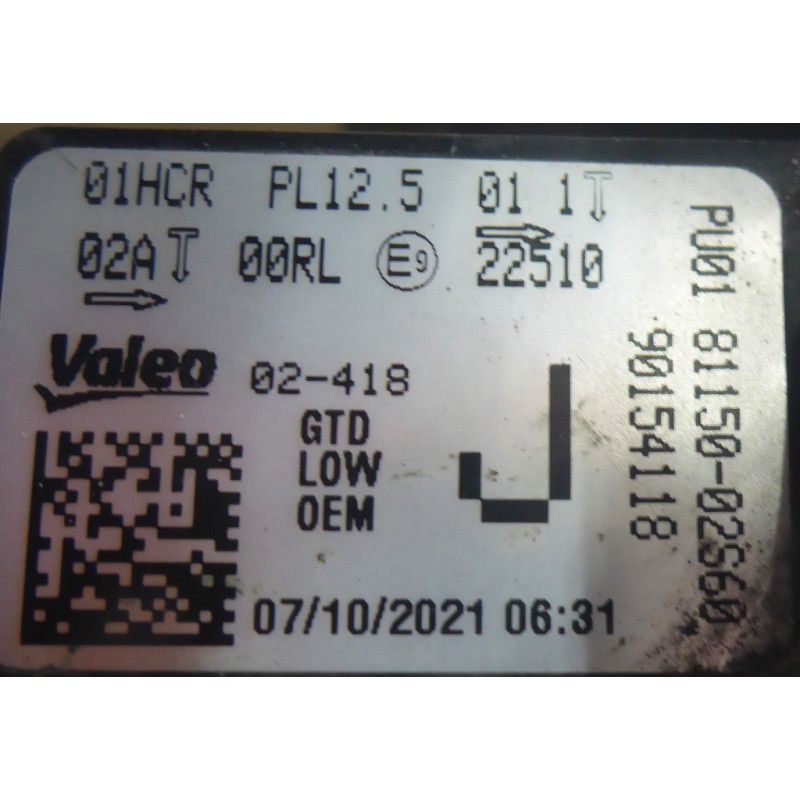 01HCR PL12.5 01 1
02A 00RL E9 22510
Valeo 02-418
GTD
LOW
OEM
J
07/10/2021 06:31
PU01 81150-02S60
90154118